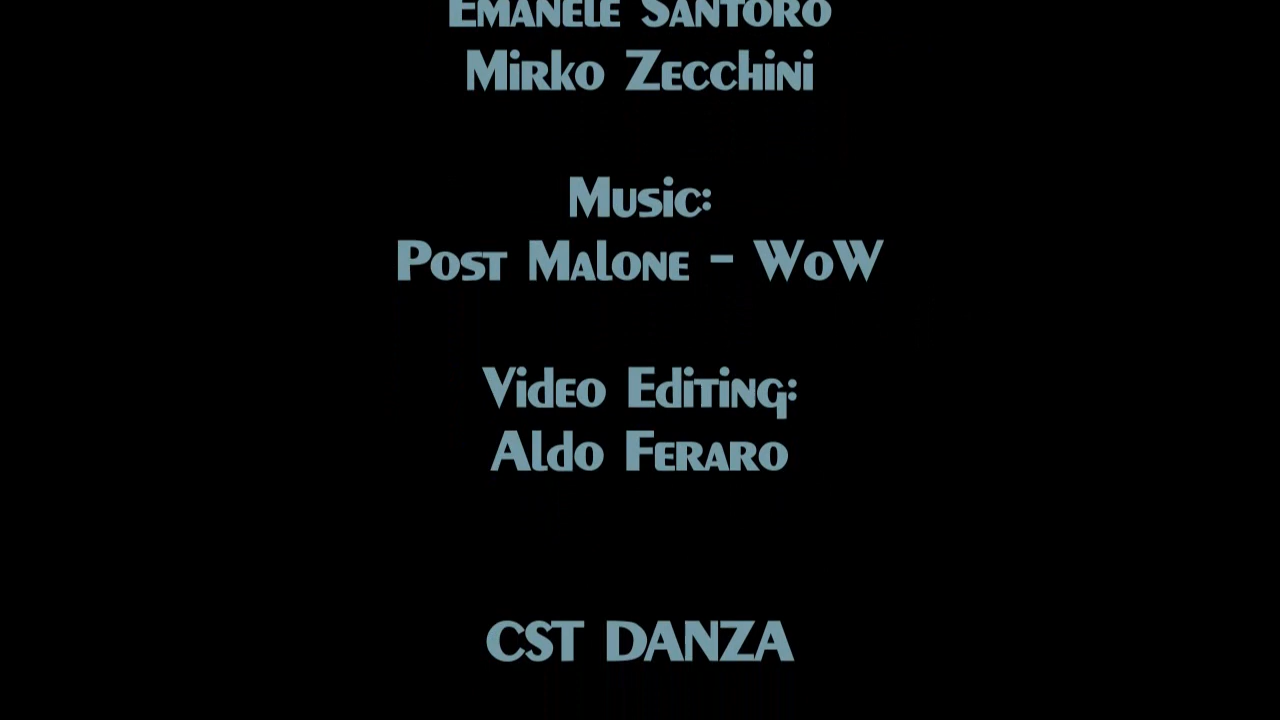 Emanele Santoro
Mirko Zecchini
Music:
Post Malone - WoW
Video Editing:
Aldo Feraro
CST DANZA